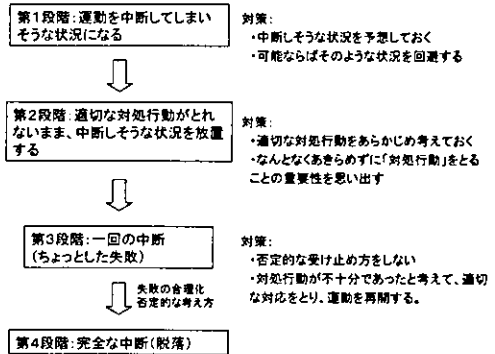 第1段階:運動を中断してしまい
そうな状況になる
対策:
・中断しそうな状況を予想しておく
・可能ならばそのような状況を回避する
第2段階:適切な対処行動がとれ
ないまま、中断しそうな状況を放置
する
対策:
・適切な対処行動をあらかじめ考えておく
・なんとなくあきらめずに「対処行動」をとる
ことの重要性を思い出す
第3段階:一回の中断
(ちょっとした失敗)
対策:
・否定的な受け止め方をしない
・対処行動が不十分であったと考えて、適切
な対応をとり、運動を再開する。
失敗の合理化
否定的な考え方
第4段階:完全な中断(脱落)